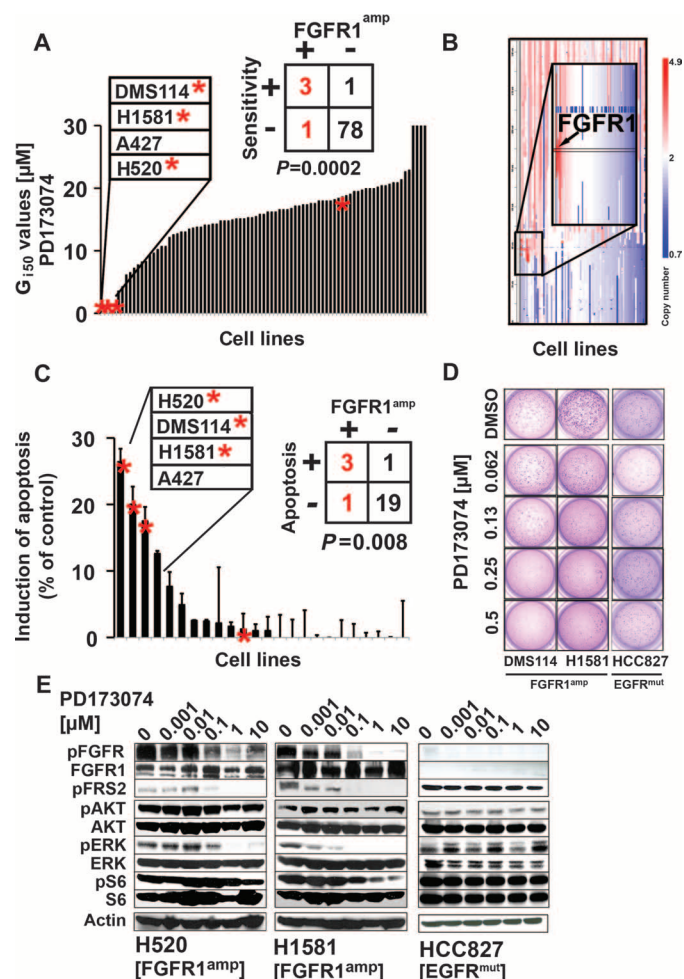 A
FGFR1amp
+ -
Sensitivity
+ 3 1
- 1 78
P=0.0002
DMS114 *
H1581 *
A427
H520 *
Gi50 values [µM]
PD173074
30
20
10
0
Cell lines
B
FGFR1
4.9
2
0.7
Copy number
Cell lines
C
H520 *
DMS114 *
H1581 *
A427
FGFR1amp
+ -
Apoptosis
+ 3 1
- 1 19
P=0.008
Induction of apoptosis
(% of control)
30
20
10
0
Cell lines
D
PD173074 [µM]
DMSO
0.062
0.13
0.25
0.5
DMS114 H1581 HCC827
FGFR1amp EGFRmut
E
PD173074
[µM]
0 0.001 0.01 0.1 1 10
0 0.001 0.01 0.1 1 10
0 0.001 0.01 0.1 1 10
pFGFR
FGFR1
pFRS2
pAKT
AKT
pERK
ERK
pS6
S6
Actin
H520 H1581 HCC827
[FGFR1amp] [FGFR1amp] [EGFRmut]